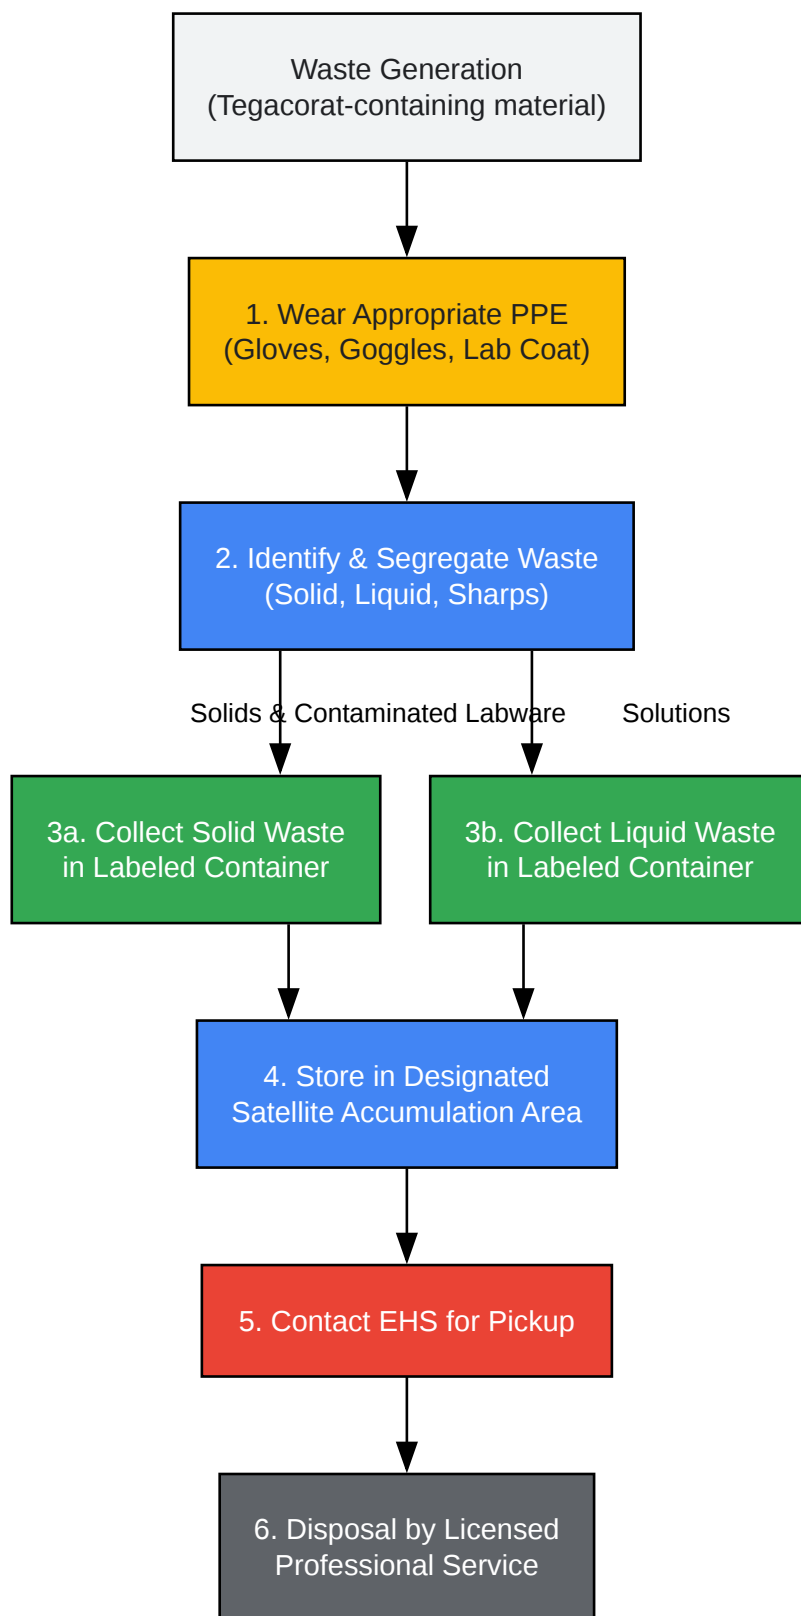 Waste Generation
(Tegacorat-containing material)
1. Wear Appropriate PPE
(Gloves, Goggles, Lab Coat)
2. Identify & Segregate Waste
(Solid, Liquid, Sharps)
Solids & Contaminated Labware
Solutions
3a. Collect Solid Waste
in Labeled Container
3b. Collect Liquid Waste
in Labeled Container
4. Store in Designated
Satellite Accumulation Area
5. Contact EHS for Pickup
6. Disposal by Licensed
Professional Service